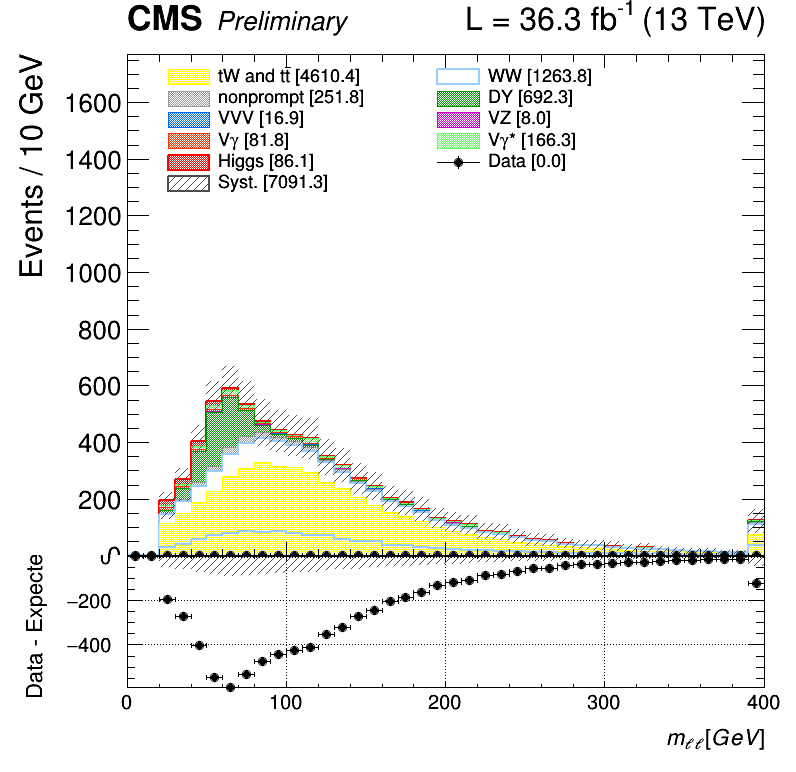 CMS Preliminary L = 36.3 fb⁻¹ (13 TeV)
Events / 10 GeV
tW and tt̄ [4610.4]
nonprompt [251.8]
VVV [16.9]
Vγ [81.8]
Higgs [86.1]
Syst. [7091.3]
WW [1263.8]
DY [692.3]
VZ [8.0]
Vγ* [166.3]
Data [0.0]
1600
1400
1200
1000
800
600
400
200
0
Data - Expecte
−200
−400
0 100 200 300 400
mℓℓ[GeV]